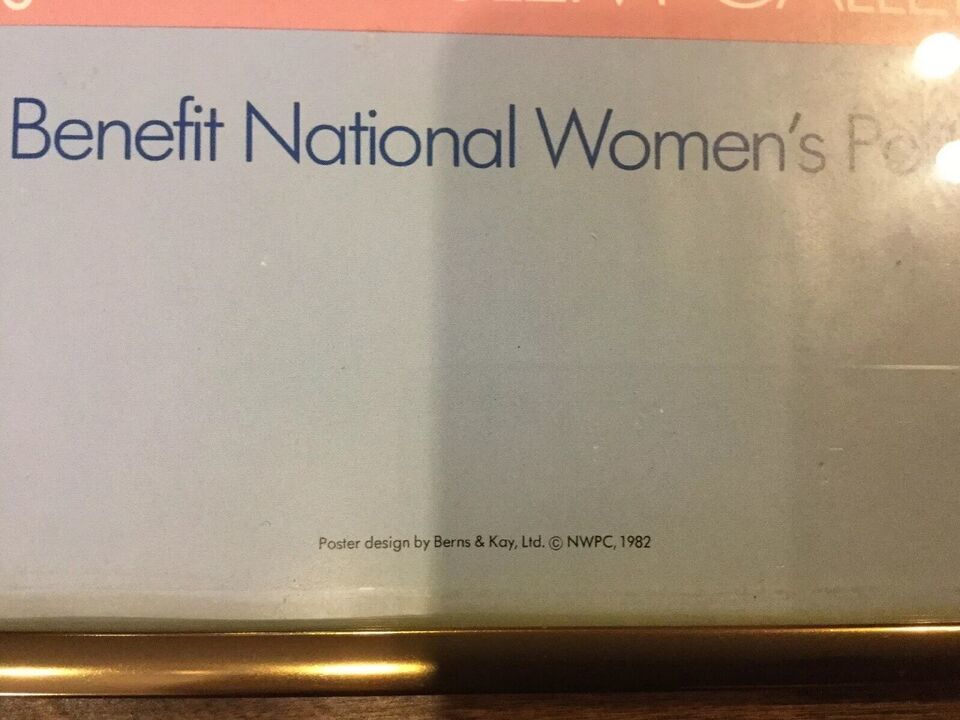 Benefit National Women's
Poster design by Berns & Kay, Ltd. © NWPC, 1982